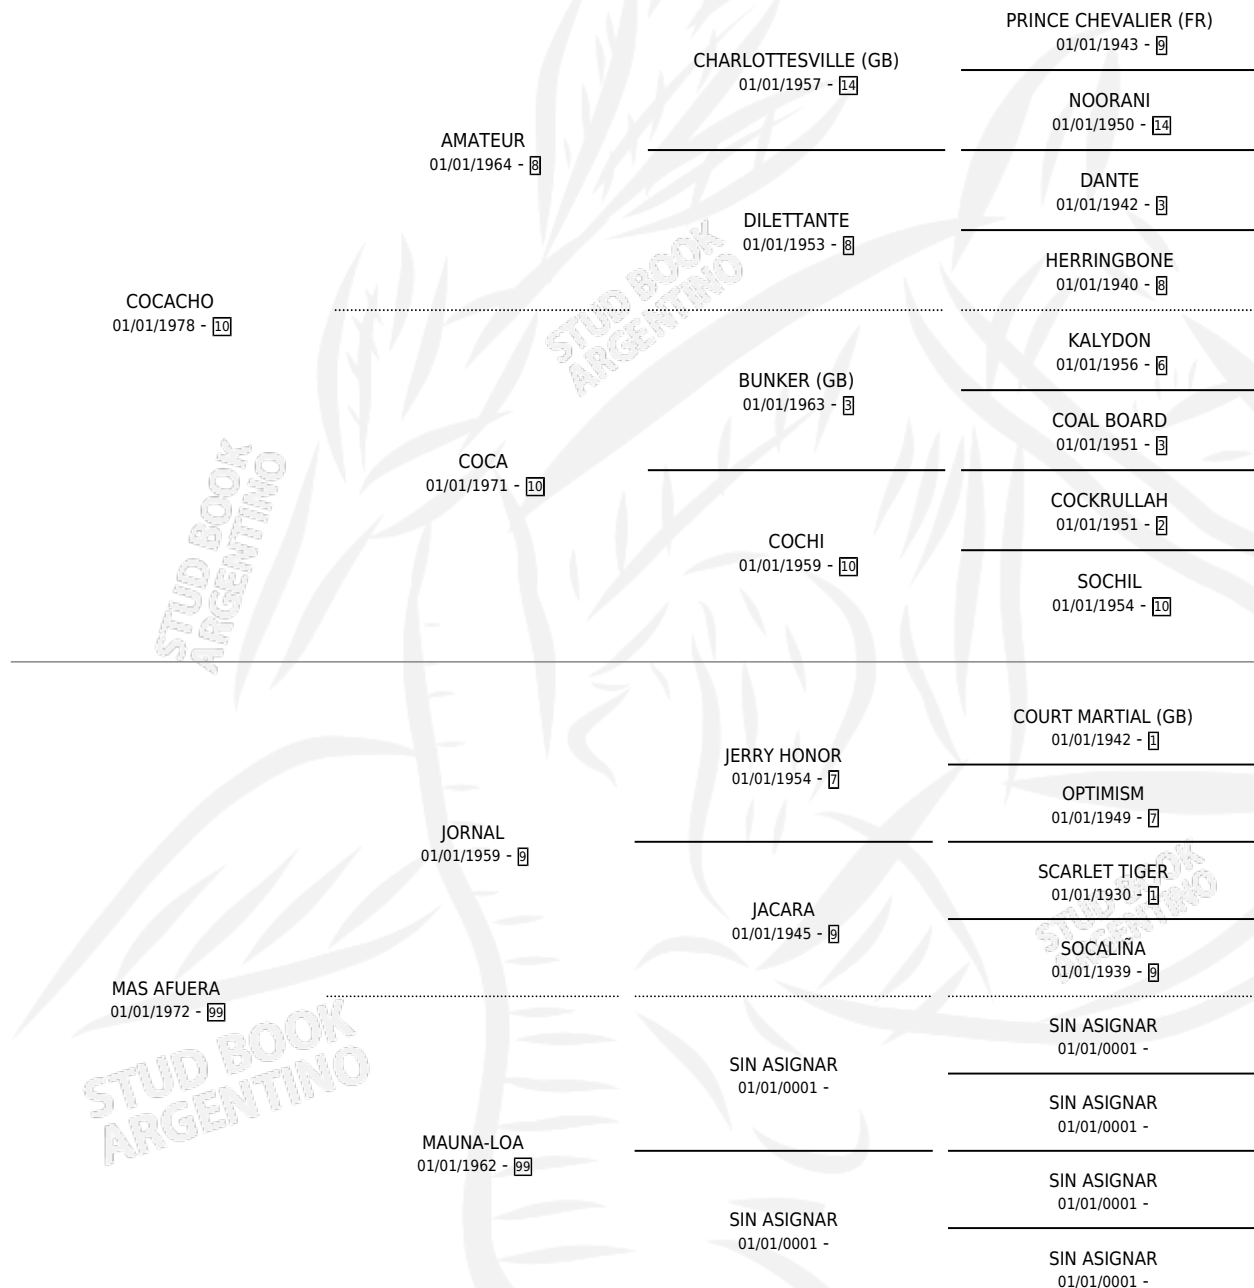 PRINCE CHEVALIER (FR)
01/01/1943 - 9
CHARLOTTESVILLE (GB)
01/01/1957 - 14
NOORANI
01/01/1950 - 14
AMATEUR
01/01/1964 - 8
DANTE
01/01/1942 - 3
DILETTANTE
01/01/1953 - 8
HERRINGBONE
01/01/1940 - 8
COCACHO
01/01/1978 - 10
KALYDON
01/01/1956 - 6
BUNKER (GB)
01/01/1963 - 3
COAL BOARD
01/01/1951 - 3
COCA
01/01/1971 - 10
COCKRULLAH
01/01/1951 - 2
COCHI
01/01/1959 - 10
SOCHIL
01/01/1954 - 10
STUD BOOK
ARGENTINO
STUD BOOK
ARGENTINO
COURT MARTIAL (GB)
01/01/1942 - 1
JERRY HONOR
01/01/1954 - 7
OPTIMISM
01/01/1949 - 7
JORNAL
01/01/1959 - 9
SCARLET TIGER
01/01/1930 - 1
JACARA
01/01/1945 - 9
SOCALIÑA
01/01/1939 - 9
MAS AFUERA
01/01/1972 - 99
SIN ASIGNAR
01/01/0001 -
SIN ASIGNAR
01/01/0001 -
SIN ASIGNAR
01/01/0001 -
MAUNA-LOA
01/01/1962 - 99
SIN ASIGNAR
01/01/0001 -
SIN ASIGNAR
01/01/0001 -
SIN ASIGNAR
01/01/0001 -
STUD BOOK
ARGENTINO
STUD BOOK
ARGENTINO